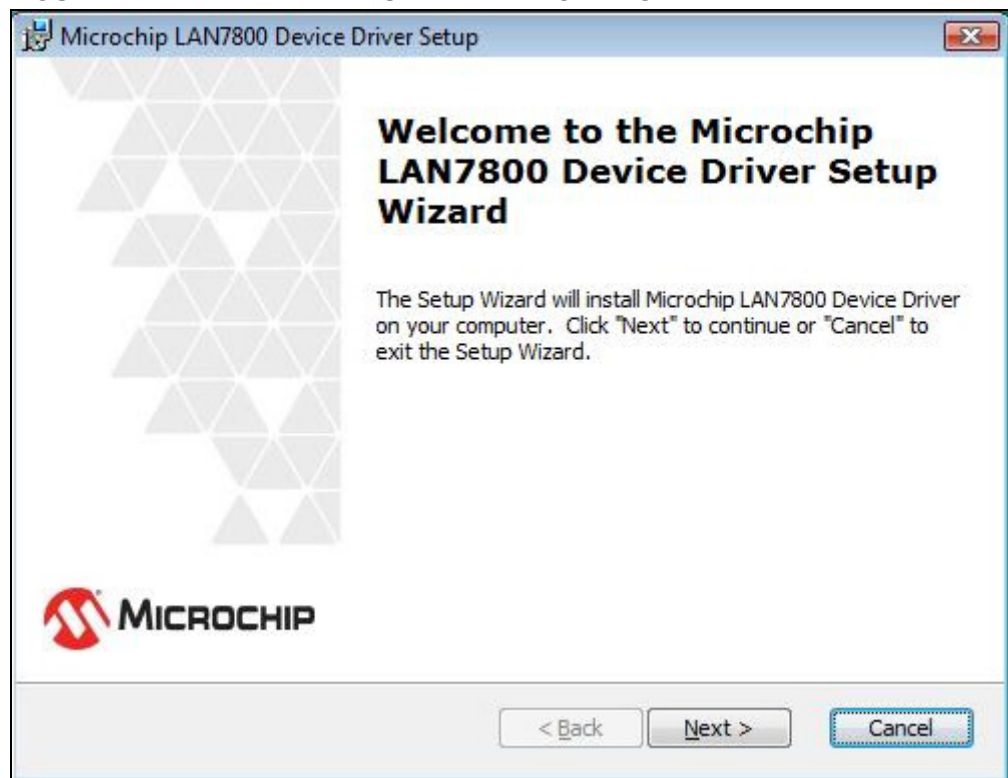 Microchip LAN7800 Device Driver Setup
Welcome to the Microchip
LAN7800 Device Driver Setup
Wizard
The Setup Wizard will install Microchip LAN7800 Device Driver
on your computer. Click "Next" to continue or "Cancel" to
exit the Setup Wizard.
MICROCHIP
< Back Next > Cancel